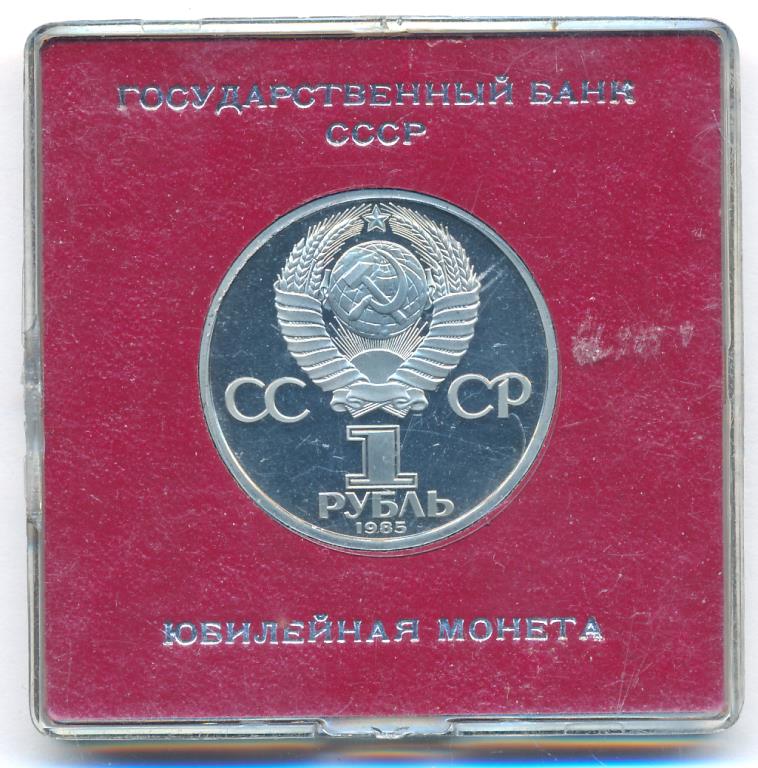 ГОСУДАРСТВЕННЫЙ БАНК
СССР
СС СР
1
РУБЛЬ
1985
ЮБИЛЕЙНАЯ МОНЕТА